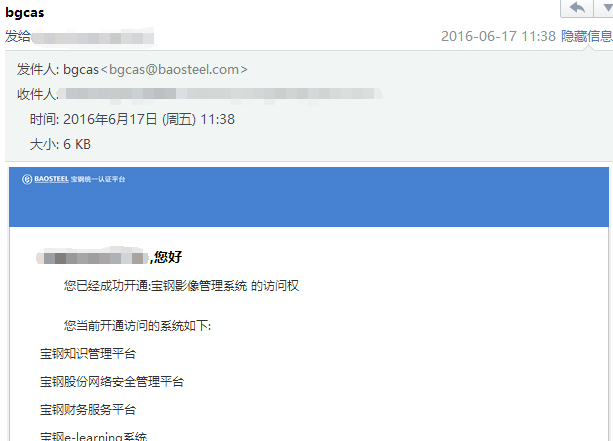 bgcas
发给
2016-06-17 11:38 隐藏信息
发件人: bgcas<bgcas@baosteel.com>
收件人:
时间: 2016年6月17日 (周五) 11:38
大小: 6 KB
BAOSTEEL 宝钢统一认证平台
,您好
您已经成功开通:宝钢影像管理系统 的访问权
您当前开通访问的系统如下:
宝钢知识管理平台
宝钢股份网络安全管理平台
宝钢财务服务平台
宝钢e-learning系统